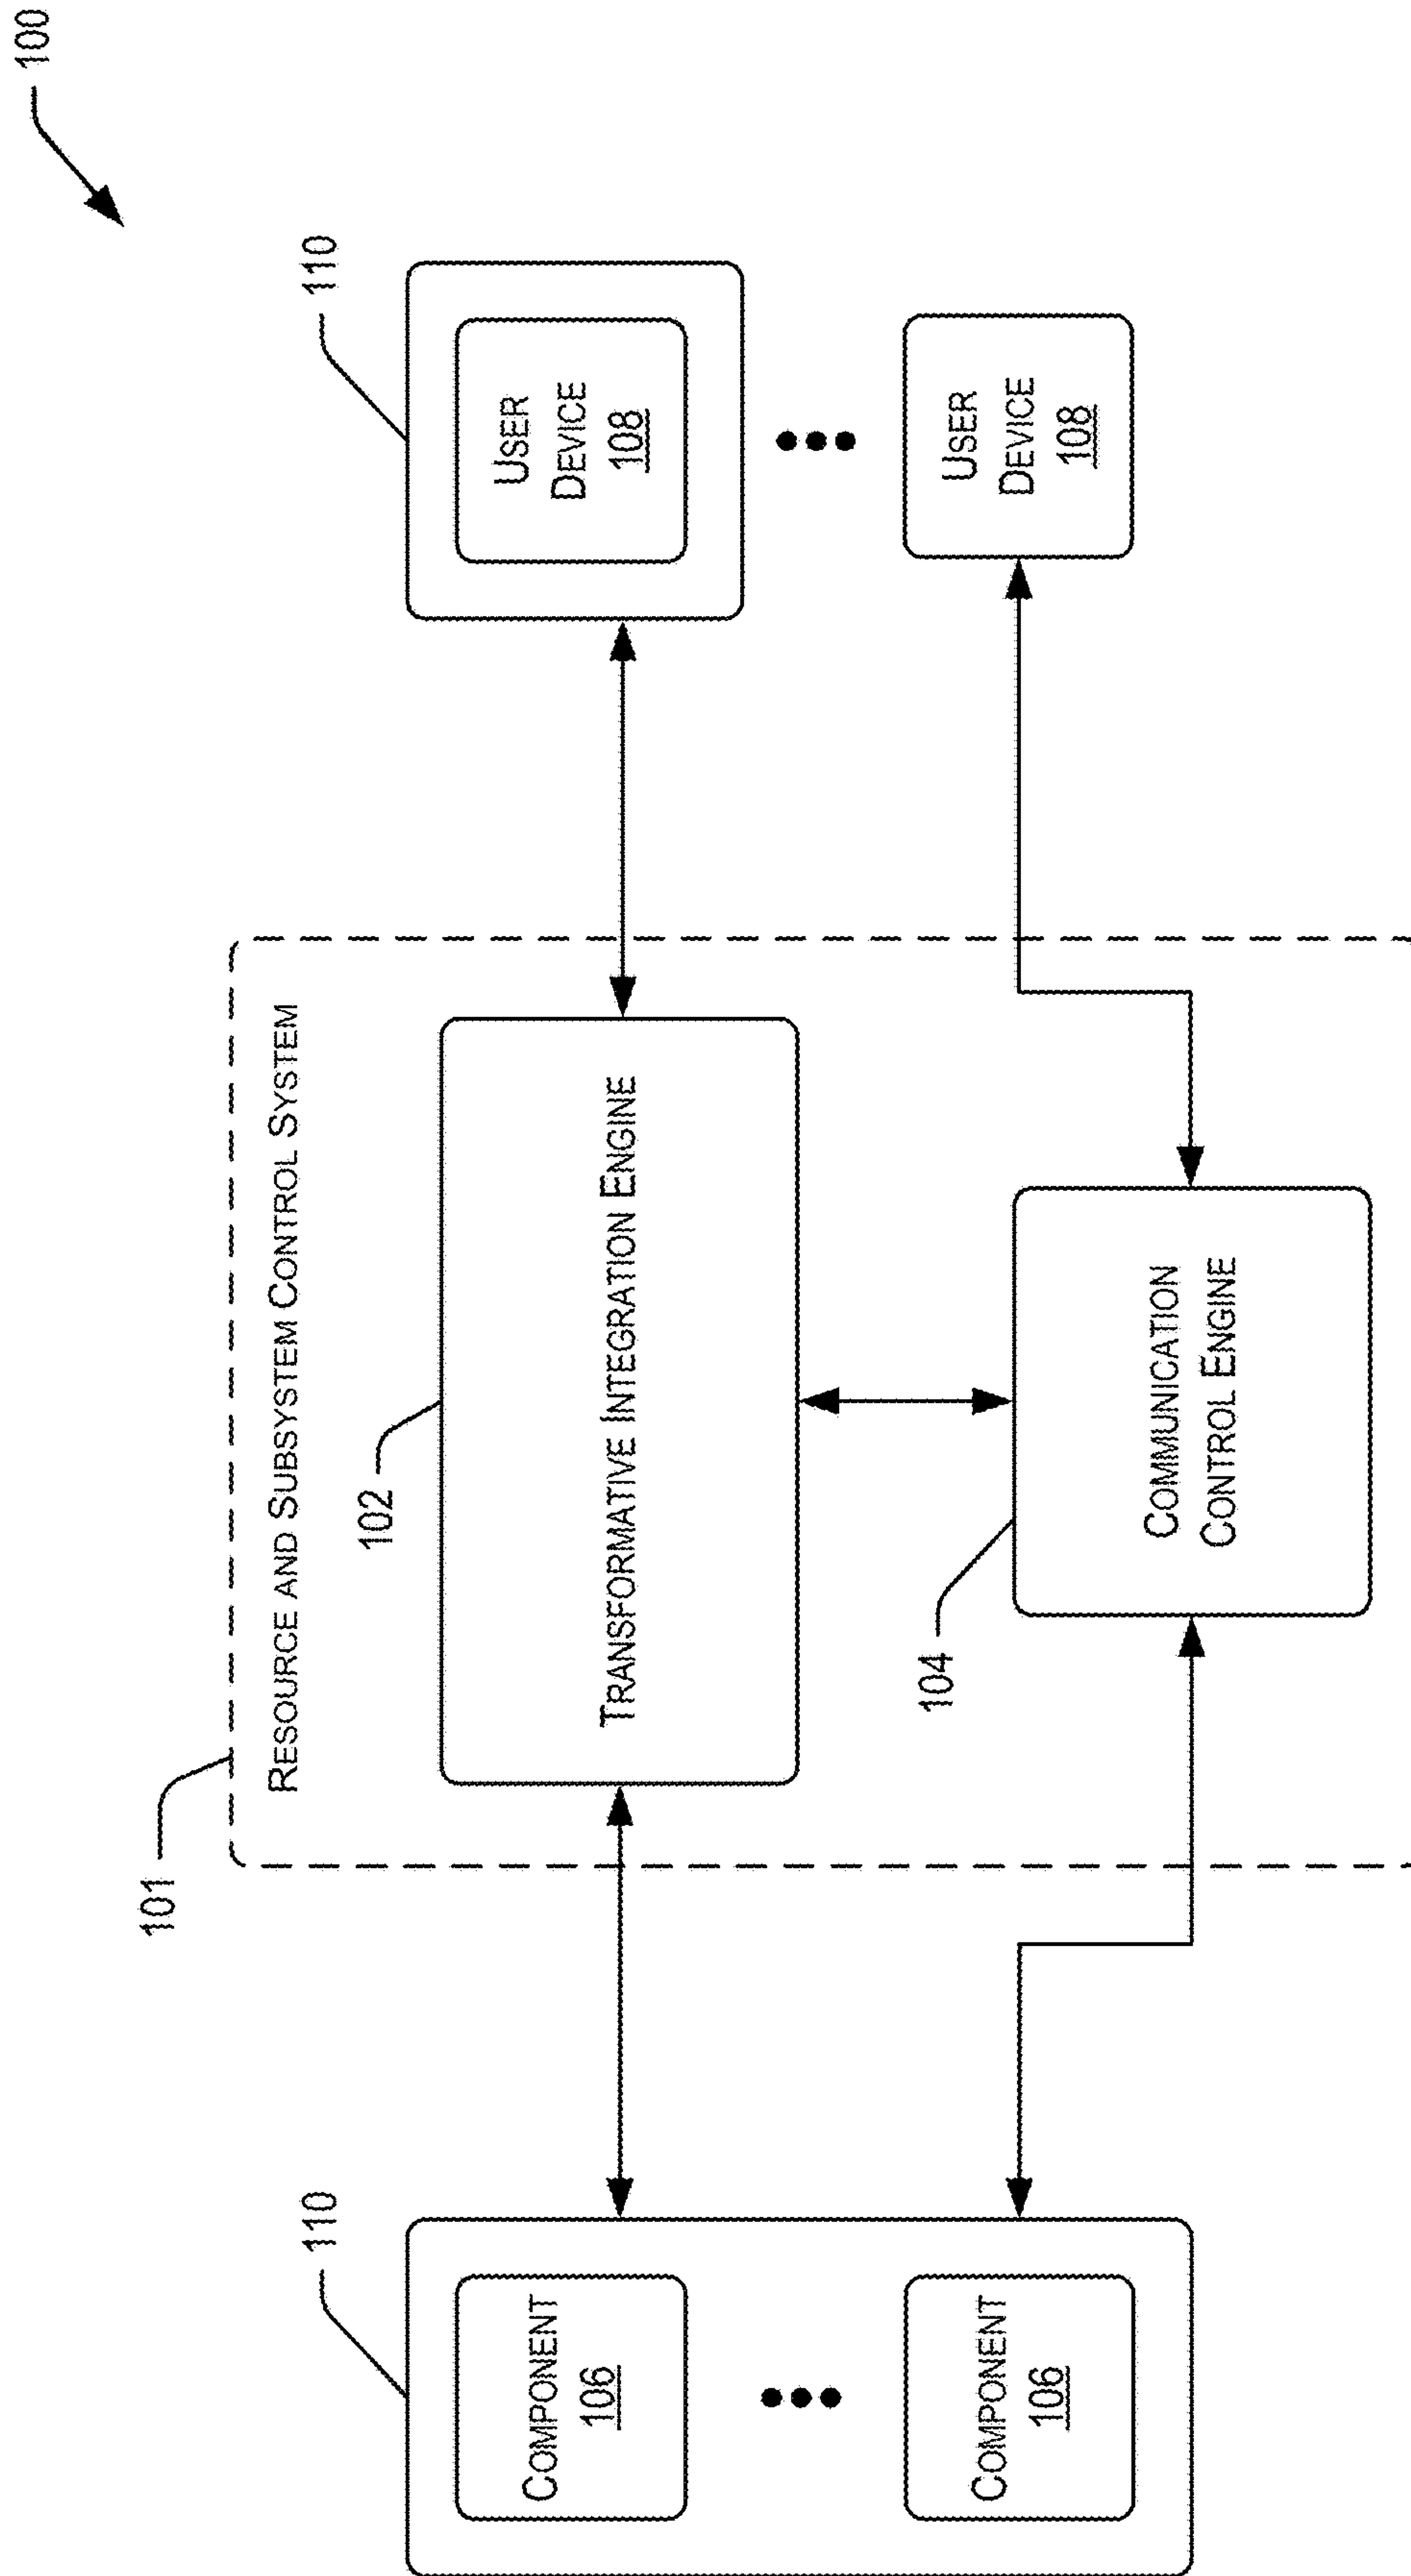 100
110
USER
DEVICE
108
USER
DEVICE
108
101
RESOURCE AND SUBSYSTEM CONTROL SYSTEM
102
TRANSFORMATIVE INTEGRATION ENGINE
104
COMMUNICATION
CONTROL ENGINE
110
COMPONENT
106
COMPONENT
106